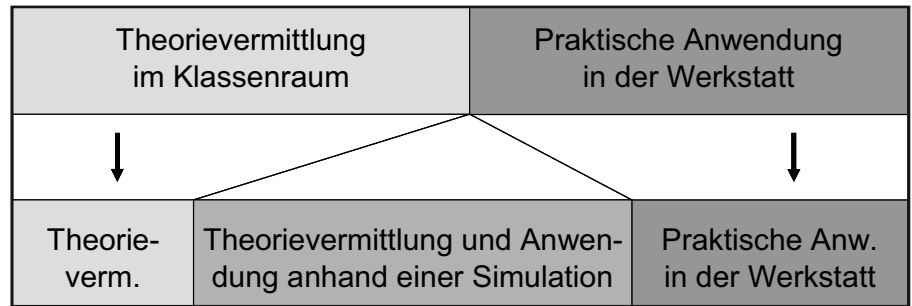 Theorievermittlung
im Klassenraum
Praktische Anwendung
in der Werkstatt
Theorie-
verm.
Theorievermittlung und Anwen-
dung anhand einer Simulation
Praktische Anw.
in der Werkstatt